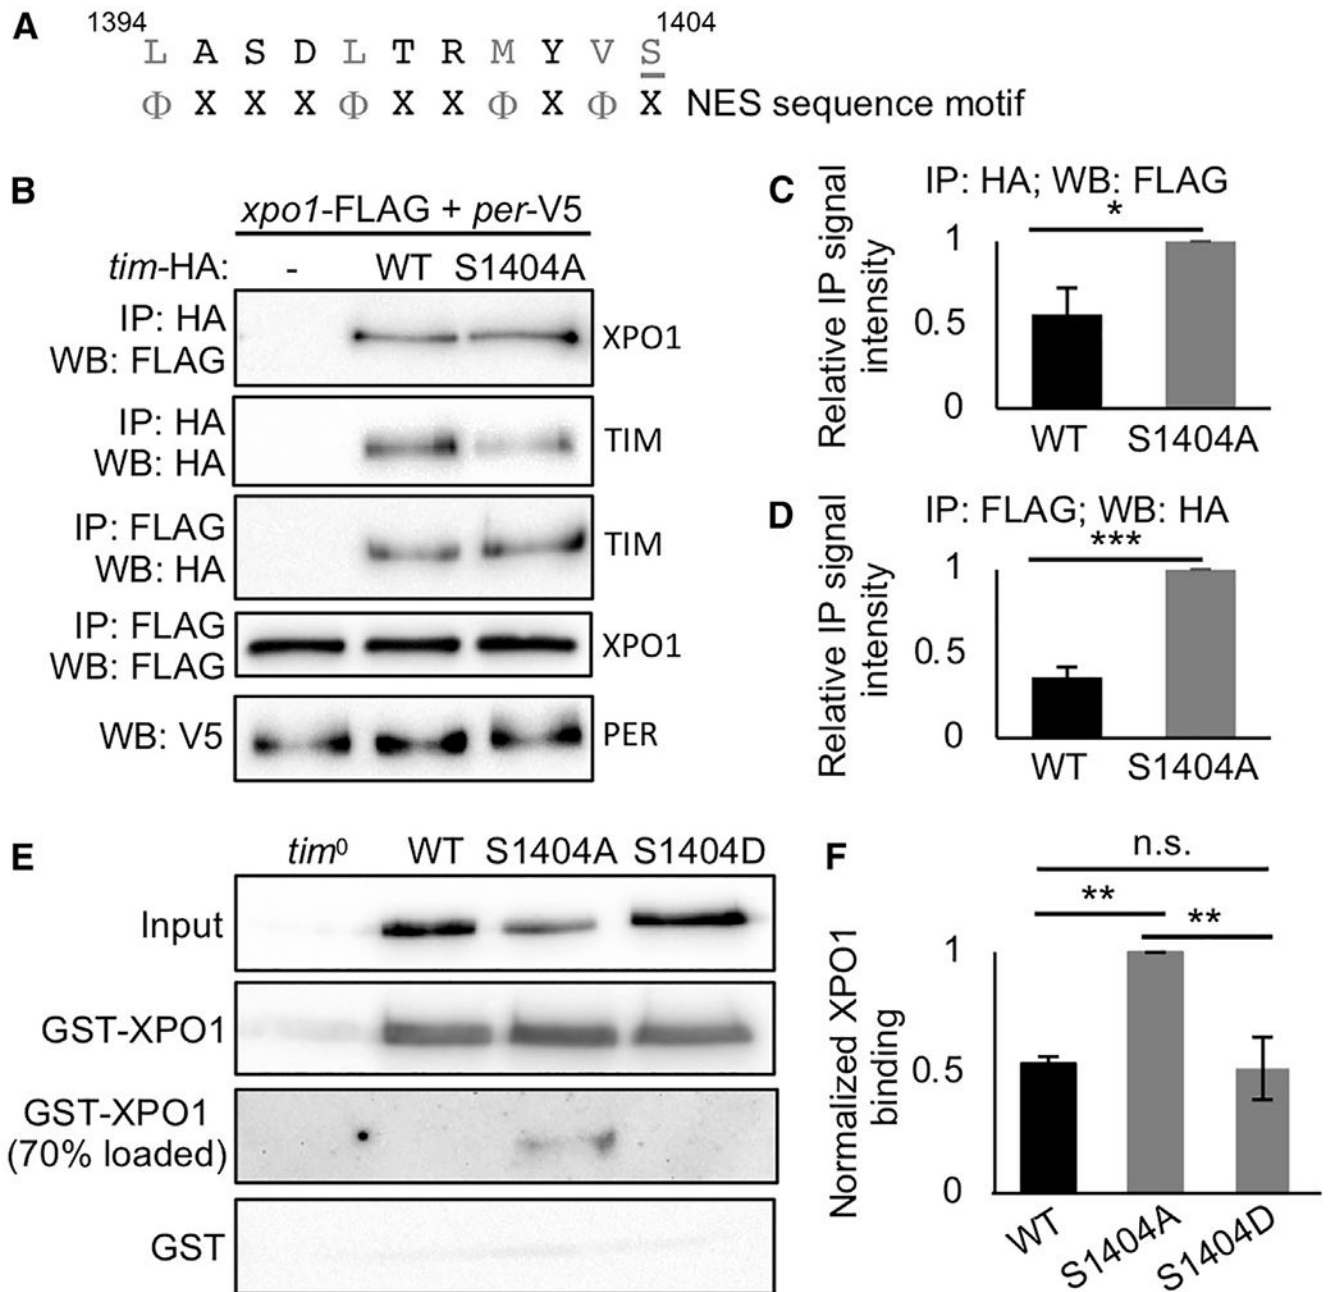 A
1394 1404
L A S D L T R M Y V S
Φ X X X Φ X X Φ X Φ X NES sequence motif
B
xpo1-FLAG + per-V5
tim-HA: - WT S1404A
IP: HA
WB: FLAG
XPO1
IP: HA
WB: HA
TIM
IP: FLAG
WB: HA
TIM
IP: FLAG
WB: FLAG
XPO1
WB: V5
PER
C
IP: HA; WB: FLAG
*
Relative IP signal
intensity
1
0.5
0
WT S1404A
D
IP: FLAG; WB: HA
***
Relative IP signal
intensity
1
0.5
0
WT S1404A
E
tim⁰ WT S1404A S1404D
Input
GST-XPO1
GST-XPO1
(70% loaded)
GST
F
n.s.
** **
Normalized XPO1
binding
1
0.5
0
WT S1404A S1404D